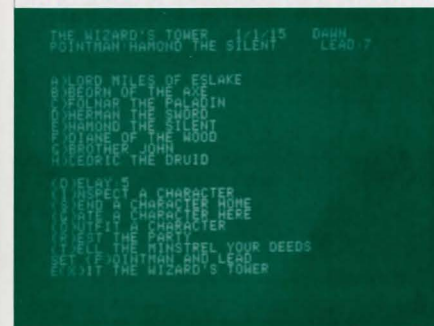 THE WIZARD'S TOWER 1/1/15 DAWN
POINTMAN:HAMOND THE SILENT LEAD:7
A)LORD MILES OF ESLAKE
B)BEORN OF THE AXE
C)FOLNAR THE PALADIN
D)HERMAN THE SWORD
E)HAMOND THE SILENT
F)DIANE OF THE WOOD
G)BROTHER JOHN
H)CEDRIC THE DRUID
(D)ELAY:5
(I)NSPECT A CHARACTER
(S)END A CHARACTER HOME
(C)ATE A CHARACTER HERE
(O)UTFIT A CHARACTER
(R)EST THE PARTY
(T)ELL THE MINSTREL YOUR DEEDS
SET (P)OINTMAN AND LEAD
E(X)IT THE WIZARD'S TOWER